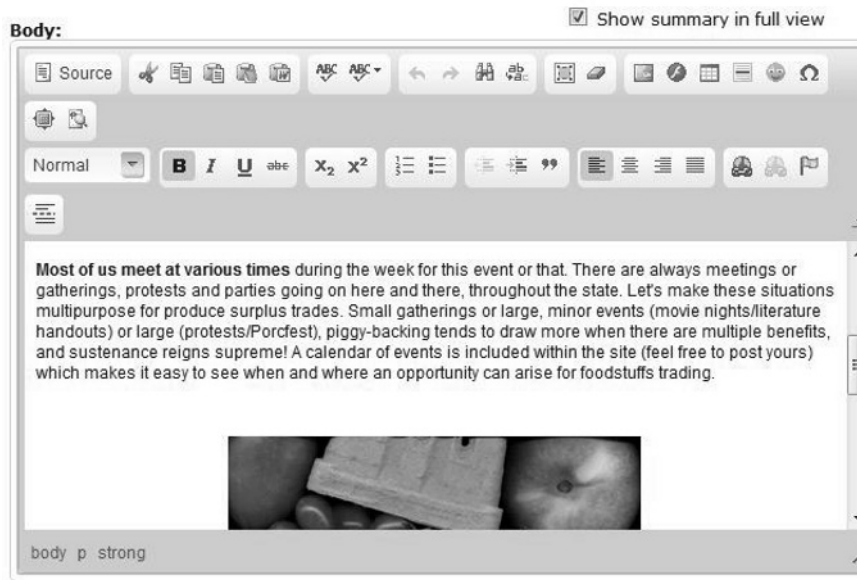 Show summary in full view
Body:
Source ABC ABC
Normal B I U abc X₂ X²
Most of us meet at various times during the week for this event or that. There are always meetings or
gatherings, protests and parties going on here and there, throughout the state. Let's make these situations
multipurpose for produce surplus trades. Small gatherings or large, minor events (movie nights/literature
handouts) or large (protests/Porcfest), piggy-backing tends to draw more when there are multiple benefits,
and sustenance reigns supreme! A calendar of events is included within the site (feel free to post yours)
which makes it easy to see when and where an opportunity can arise for foodstuffs trading.
body p strong